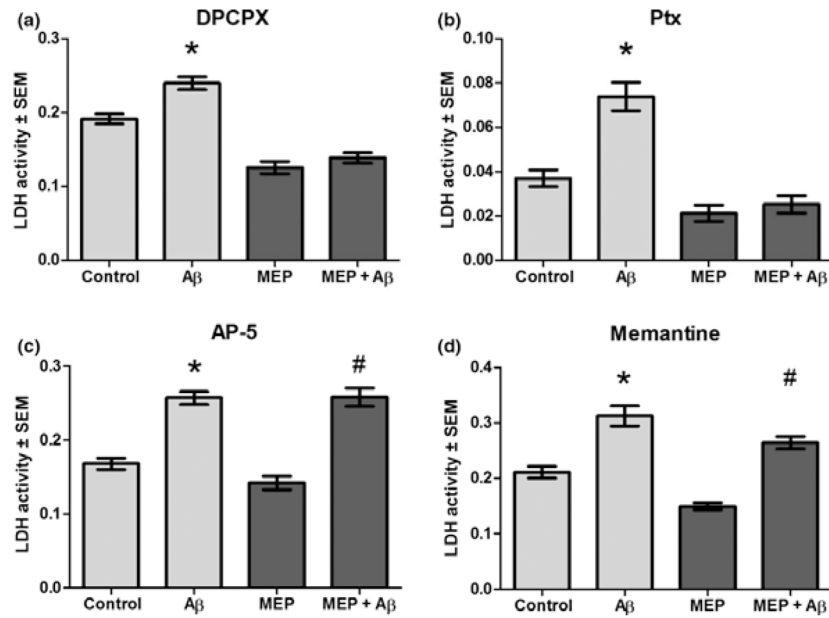 (a)
DPCPX
LDH activity ± SEM
0.3
0.2
0.1
0.0
*
Control
Aβ
MEP
MEP + Aβ
(b)
Ptx
LDH activity ± SEM
0.10
0.08
0.06
0.04
0.02
0.00
*
Control
Aβ
MEP
MEP + Aβ
(c)
AP-5
LDH activity ± SEM
0.3
0.2
0.1
0.0
*
#
Control
Aβ
MEP
MEP + Aβ
(d)
Memantine
LDH activity ± SEM
0.4
0.3
0.2
0.1
0.0
*
#
Control
Aβ
MEP
MEP + Aβ